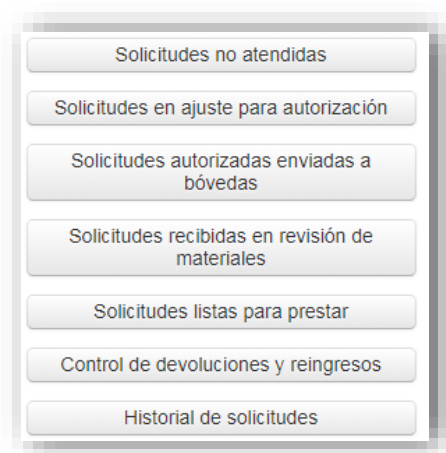 Solicitudes no atendidas
Solicitudes en ajuste para autorización
Solicitudes autorizadas enviadas a
bóvedas
Solicitudes recibidas en revisión de
materiales
Solicitudes listas para prestar
Control de devoluciones y reingresos
Historial de solicitudes